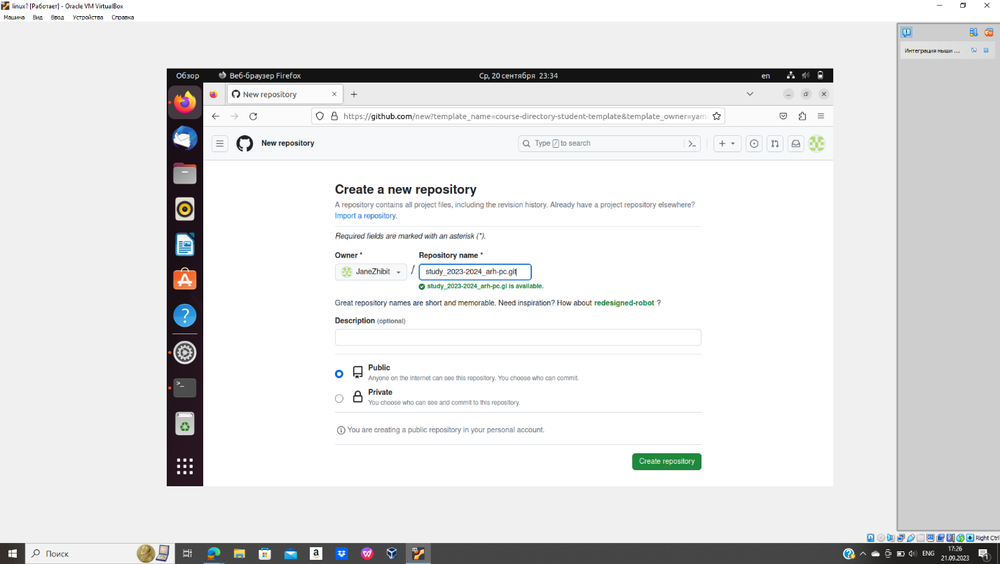 linux? [Работает] - Oracle VM VirtualBox
Машина Вид Ввод Устройства Справка
Интеграция мыши ...
Обзор Веб-браузер Firefox Ср, 20 сентября 23:34 en
New repository
https://github.com/new?template_name=course-directory-student-template&template_owner=yam
New repository
Type / to search
Create a new repository
A repository contains all project files, including the revision history. Already have a project repository elsewhere?
Import a repository.
Required fields are marked with an asterisk (*).
Owner * Repository name *
JaneZhibit / study_2023-2024_arh-pc.git
study_2023-2024_arh-pc.gi is available.
Great repository names are short and memorable. Need inspiration? How about redesigned-robot ?
Description (optional)
Public
Anyone on the internet can see this repository. You choose who can commit.
Private
You choose who can see and commit to this repository.
You are creating a public repository in your personal account.
Create repository
Right Ctrl
Поиск
ENG
17:26
21.09.2023
1